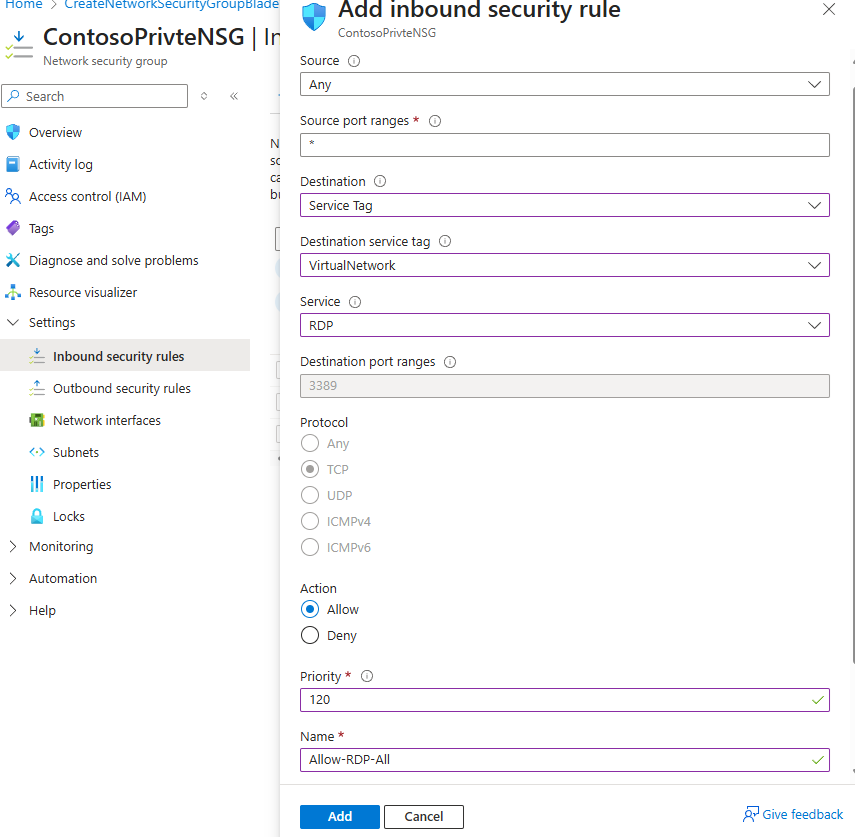 Home > CreateNetworkSecurityGroupBlade
ContosoPrivteNSG | In
Network security group
Search
Overview
Activity log
Access control (IAM)
Tags
Diagnose and solve problems
Resource visualizer
Settings
Inbound security rules
Outbound security rules
Network interfaces
Subnets
Properties
Locks
Monitoring
Automation
Help
Add inbound security rule
ContosoPrivteNSG
Source
Any
Source port ranges *
*
Destination
Service Tag
Destination service tag
VirtualNetwork
Service
RDP
Destination port ranges
3389
Protocol
Any
TCP
UDP
ICMPv4
ICMPv6
Action
Allow
Deny
Priority *
120
Name *
Allow-RDP-All
Add
Cancel
Give feedback